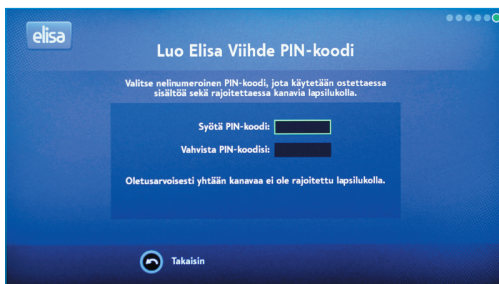 elisa
Luo Elisa Viihde PIN-koodi
Valitse nelinumeroinen PIN-koodi, jota käytetään ostettaessa
sisältöä sekä rajoitettaessa kanavia lapsilukolla.
Syötä PIN-koodi:
Vahvista PIN-koodisi:
Oletusarvoisesti yhtään kanavaa ei ole rajoitettu lapsilukolla.
Takaisin